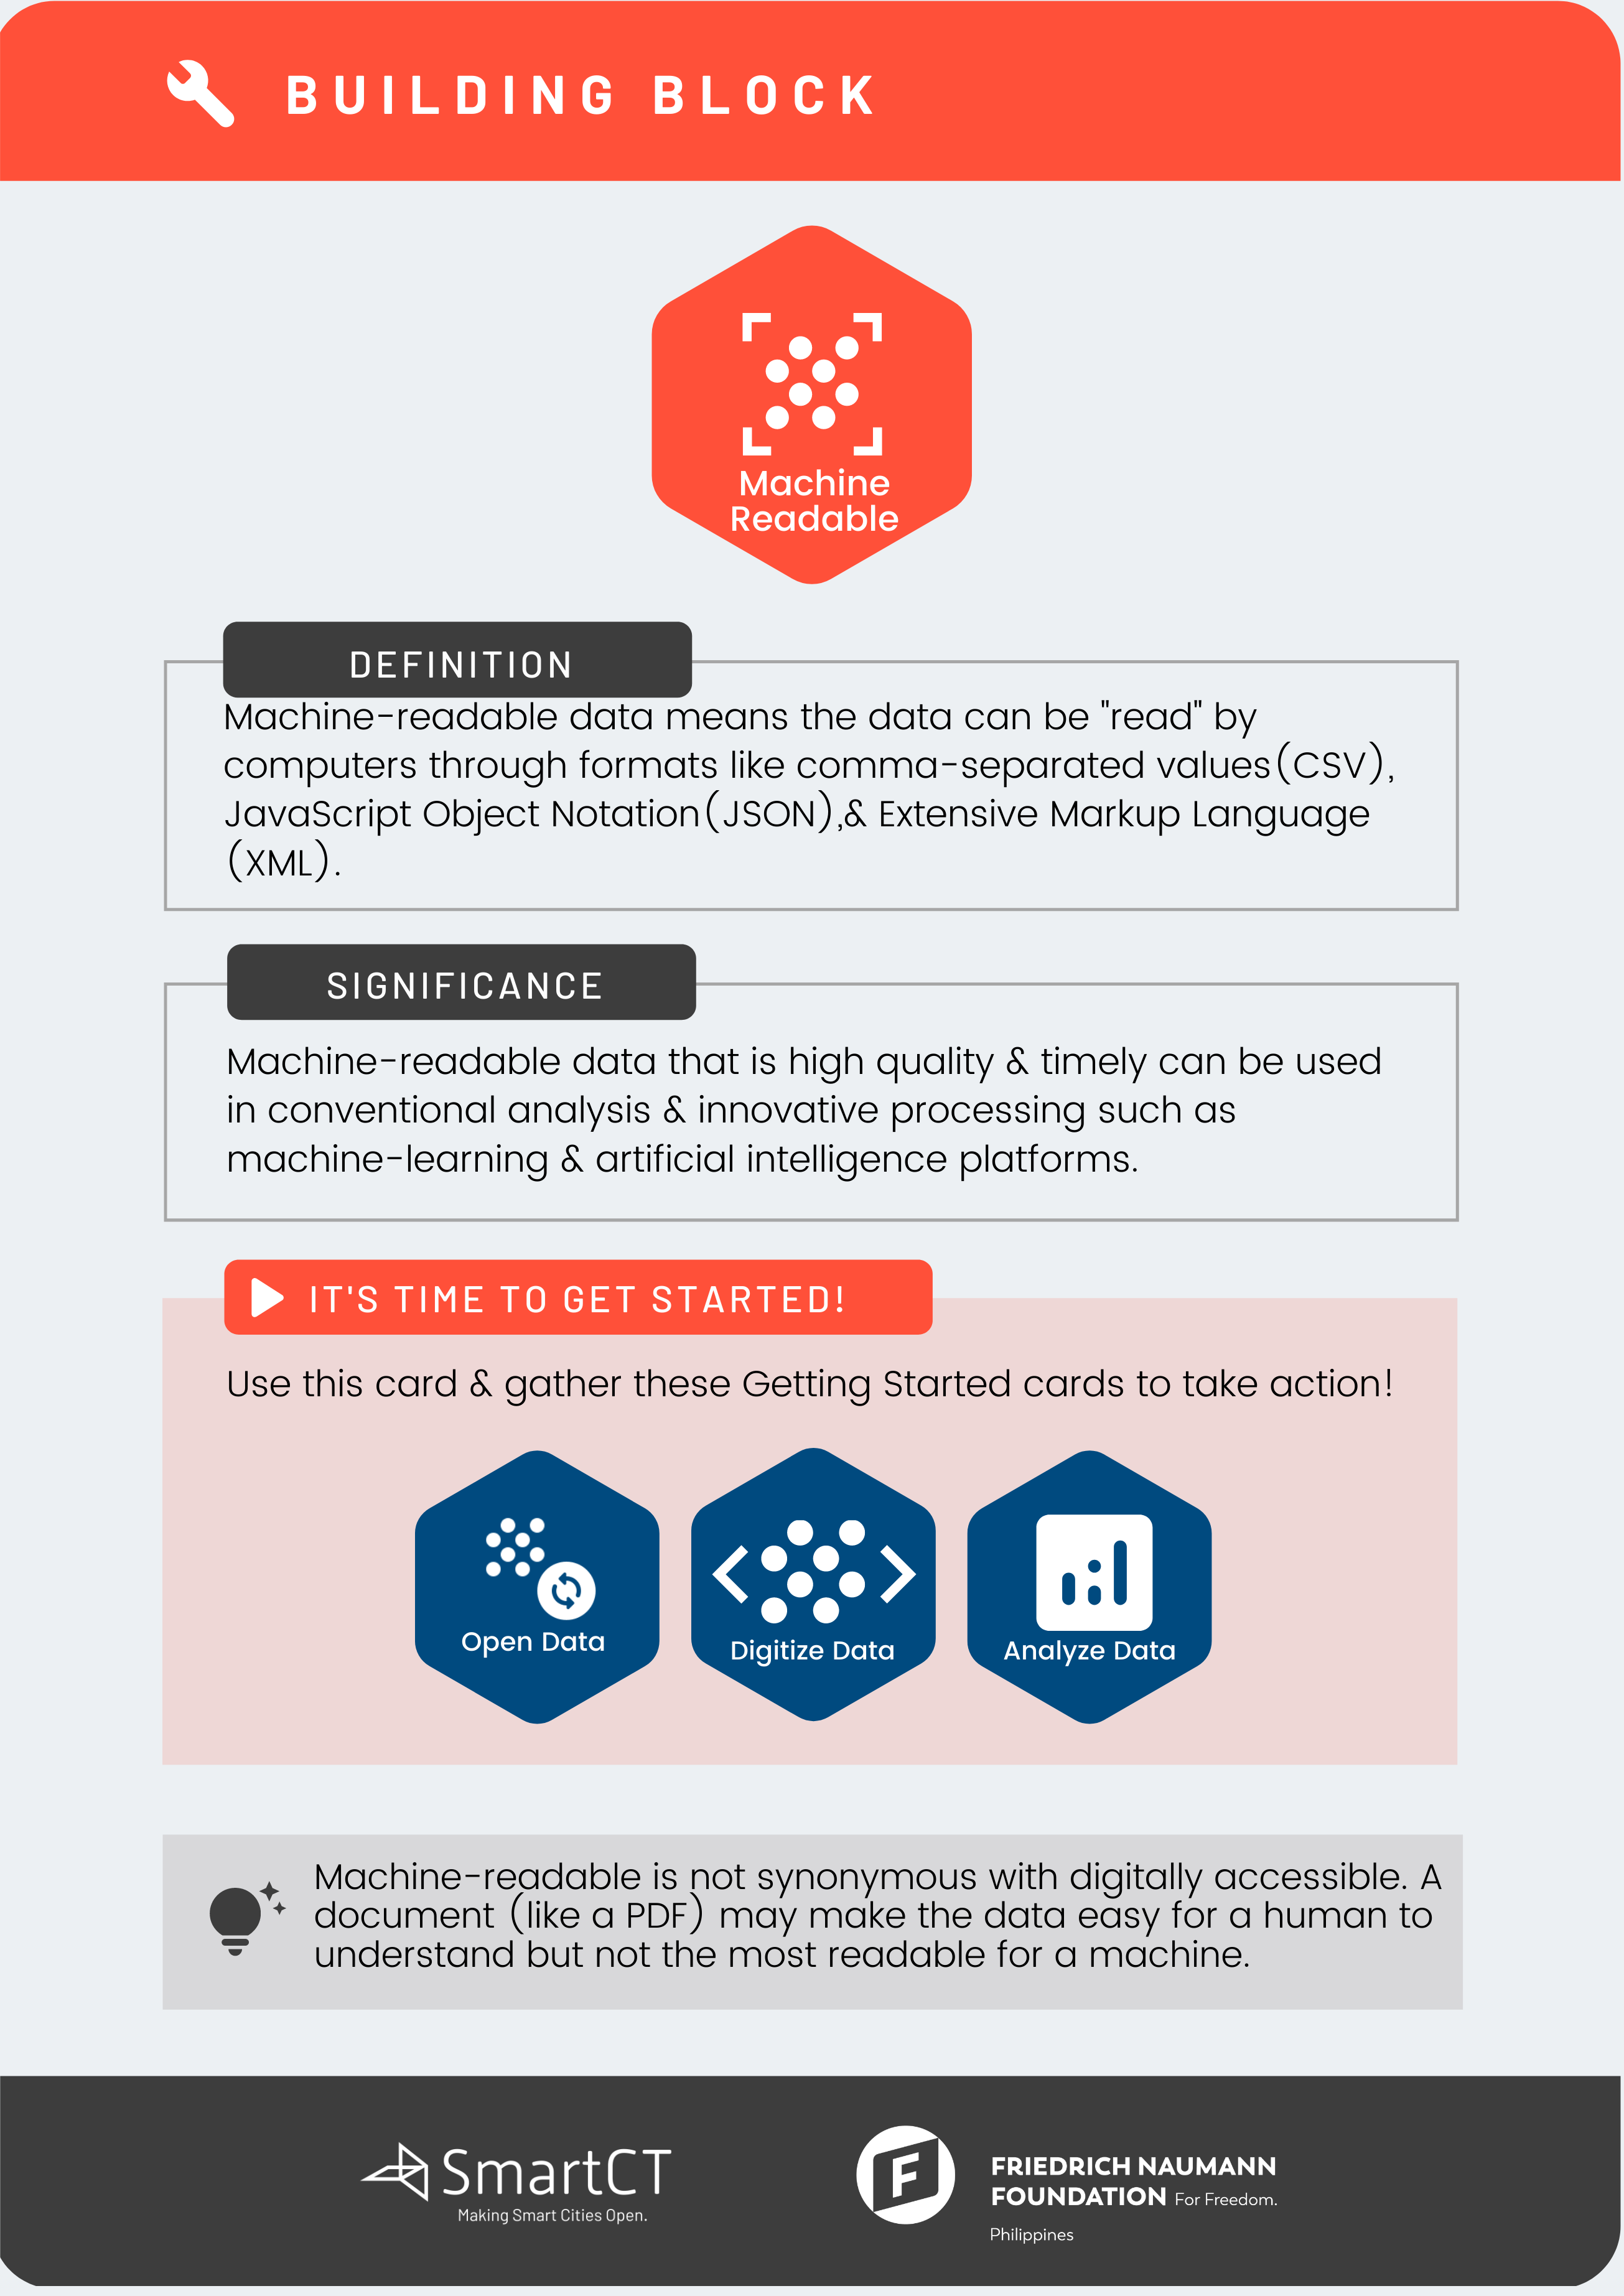 BUILDING BLOCK
Machine
Readable
DEFINITION
Machine-readable data means the data can be "read" by
computers through formats like comma-separated values(CSV),
JavaScript Object Notation(JSON),& Extensive Markup Language
(XML).
SIGNIFICANCE
Machine-readable data that is high quality & timely can be used
in conventional analysis & innovative processing such as
machine-learning & artificial intelligence platforms.
IT'S TIME TO GET STARTED!
Use this card & gather these Getting Started cards to take action!
Open Data
Digitize Data
Analyze Data
Machine-readable is not synonymous with digitally accessible. A
document (like a PDF) may make the data easy for a human to
understand but not the most readable for a machine.
SmartCT
Making Smart Cities Open.
F
FRIEDRICH NAUMANN
FOUNDATION For Freedom.
Philippines